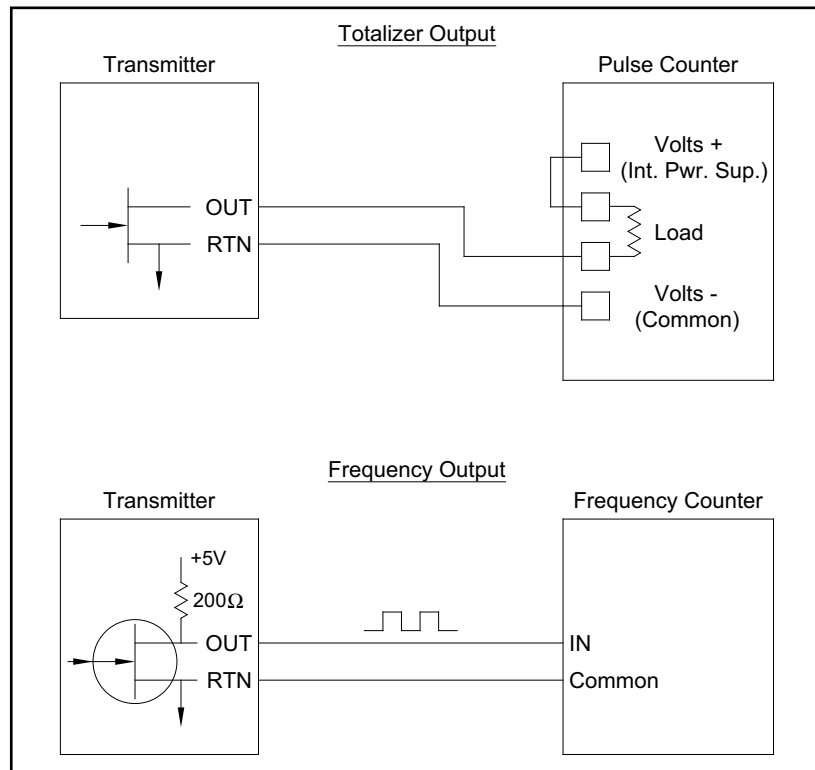 Totalizer Output
Transmitter
Pulse Counter
Volts +
(Int. Pwr. Sup.)
OUT
RTN
Load
Volts -
(Common)
Frequency Output
Transmitter
Frequency Counter
+5V
200Ω
OUT
IN
RTN
Common